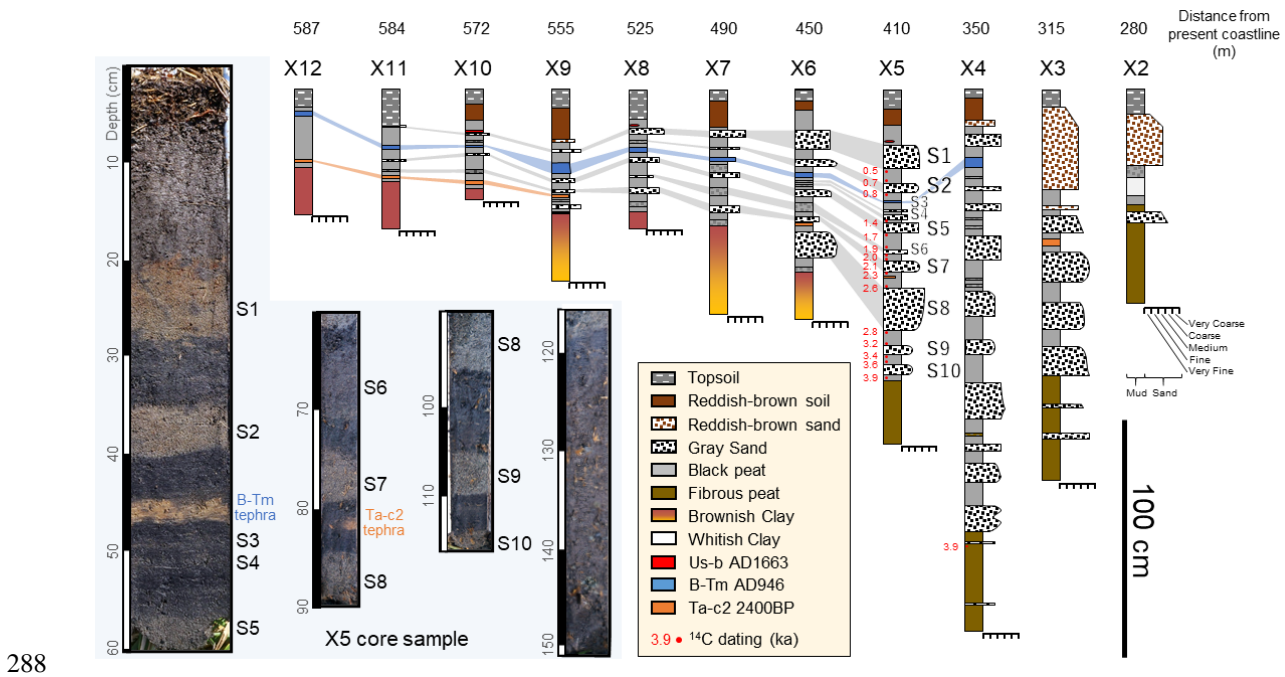 587 584 572 555 525 490 450 410 350 315 280 Distance from
present coastline
(m)
X12 X11 X10 X9 X8 X7 X6 X5 X4 X3 X2
Depth (cm)
10
20
30
40
50
60
S1
S2
B-Tm
tephra
S3
S4
S5
70
80
90
S6
S7
Ta-c2
tephra
S8
100
110
S8
S9
S10
120
130
140
150
X5 core sample
0.5
0.7
0.8
1.4
1.7
1.9
2.0
2.1
2.3
2.6
2.8
3.2
3.4
3.6
3.9
S1
S2
S3
S4
S5
S6
S7
S8
S9
S10
3.9
Very Coarse
Coarse
Medium
Fine
Very Fine
Mud Sand
100 cm
Topsoil
Reddish-brown soil
Reddish-brown sand
Gray Sand
Black peat
Fibrous peat
Brownish Clay
Whitish Clay
Us-b AD1663
B-Tm AD946
Ta-c2 2400BP
3.9 • ¹⁴C dating (ka)
288